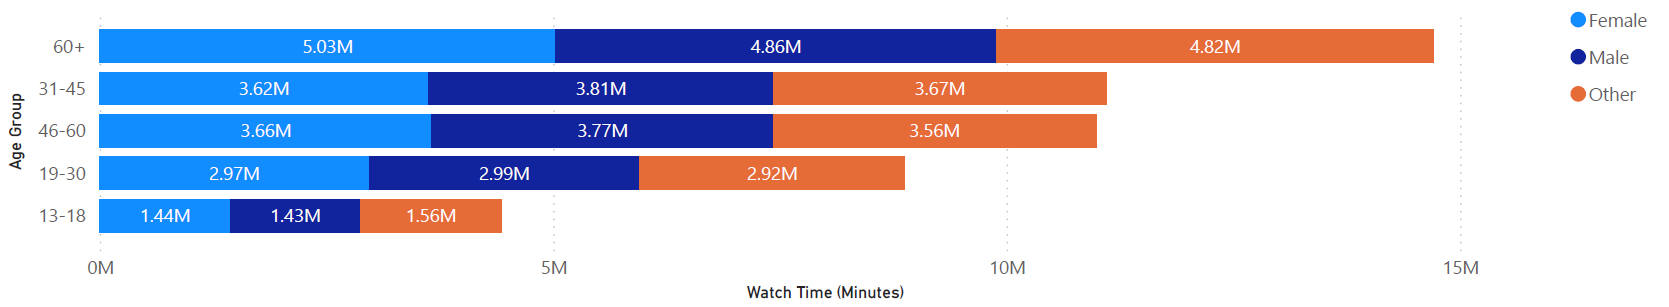 Female
Male
Other
Age Group
60+ 5.03M 4.86M 4.82M
31-45 3.62M 3.81M 3.67M
46-60 3.66M 3.77M 3.56M
19-30 2.97M 2.99M 2.92M
13-18 1.44M 1.43M 1.56M
0M 5M 10M 15M
Watch Time (Minutes)